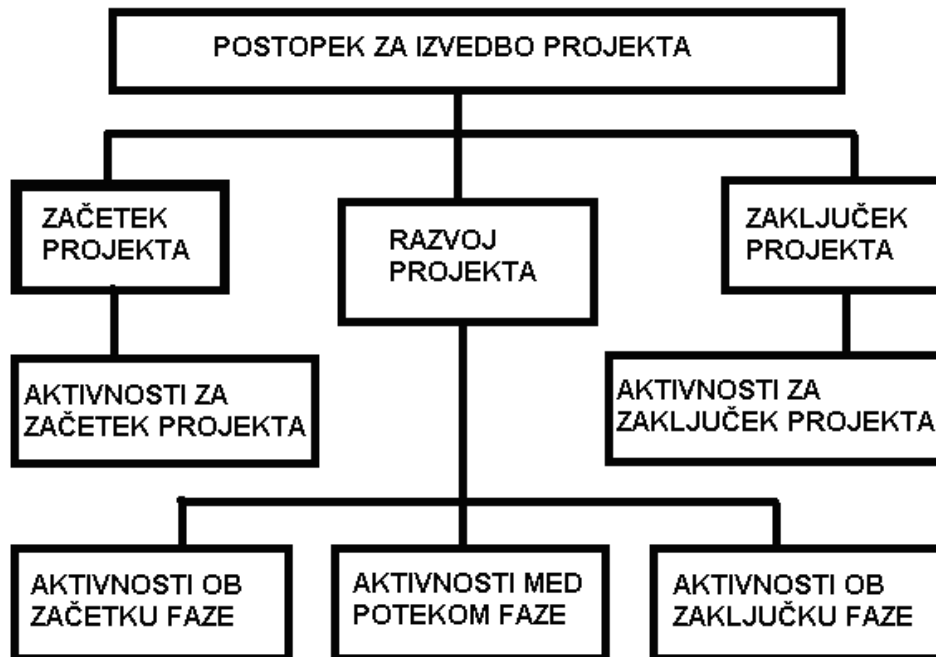 POSTOPEK ZA IZVEDBO PROJEKTA
ZAČETEK
PROJEKTA
RAZVOJ
PROJEKTA
ZAKLJUČEK
PROJEKTA
AKTIVNOSTI ZA
ZAČETEK PROJEKTA
AKTIVNOSTI ZA
ZAKLJUČEK PROJEKTA
AKTIVNOSTI OB
ZAČETKU FAZE
AKTIVNOSTI MED
POTEKOM FAZE
AKTIVNOSTI OB
ZAKLJUČKU FAZE